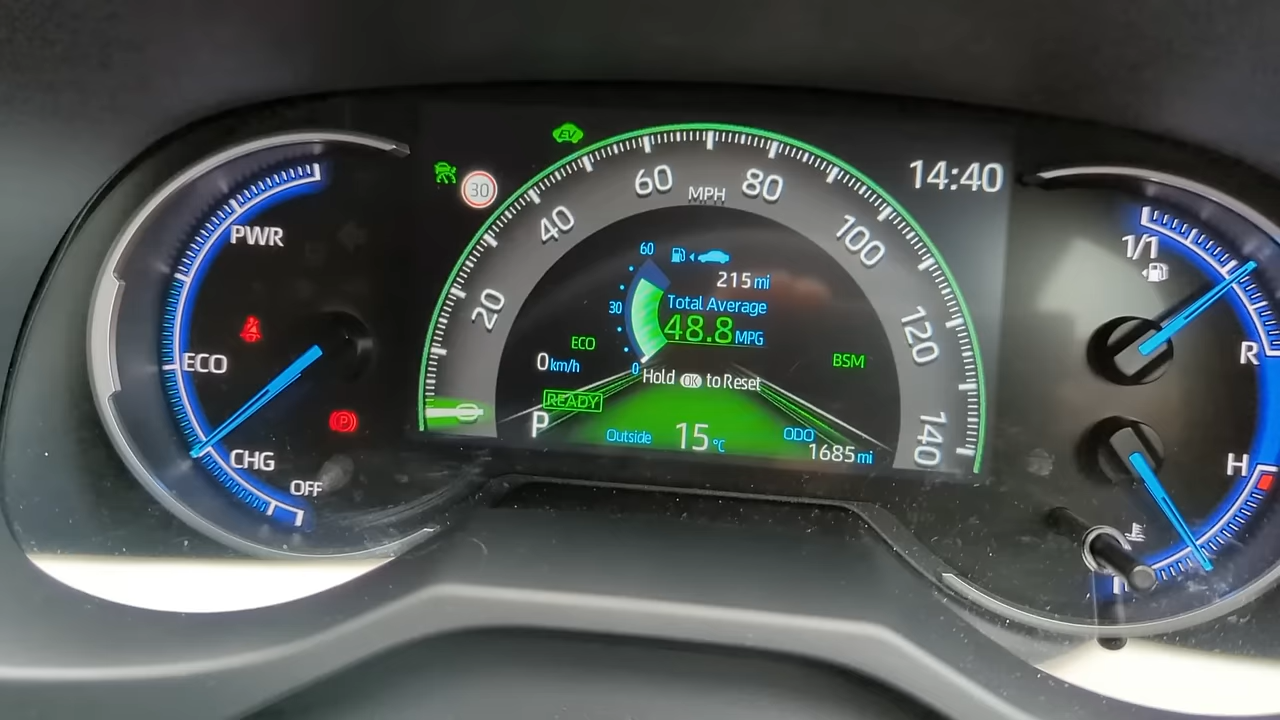 EV
30
14:40
PWR
ECO
CHG
OFF
P
20
40
60
MPH
80
100
120
140
0
60
30
0
215 mi
Total Average
48.8 MPG
Hold OK to Reset
ECO
0 km/h
BSM
READY
P
Outside
15 °C
ODO
1685 mi
1/1
R
H